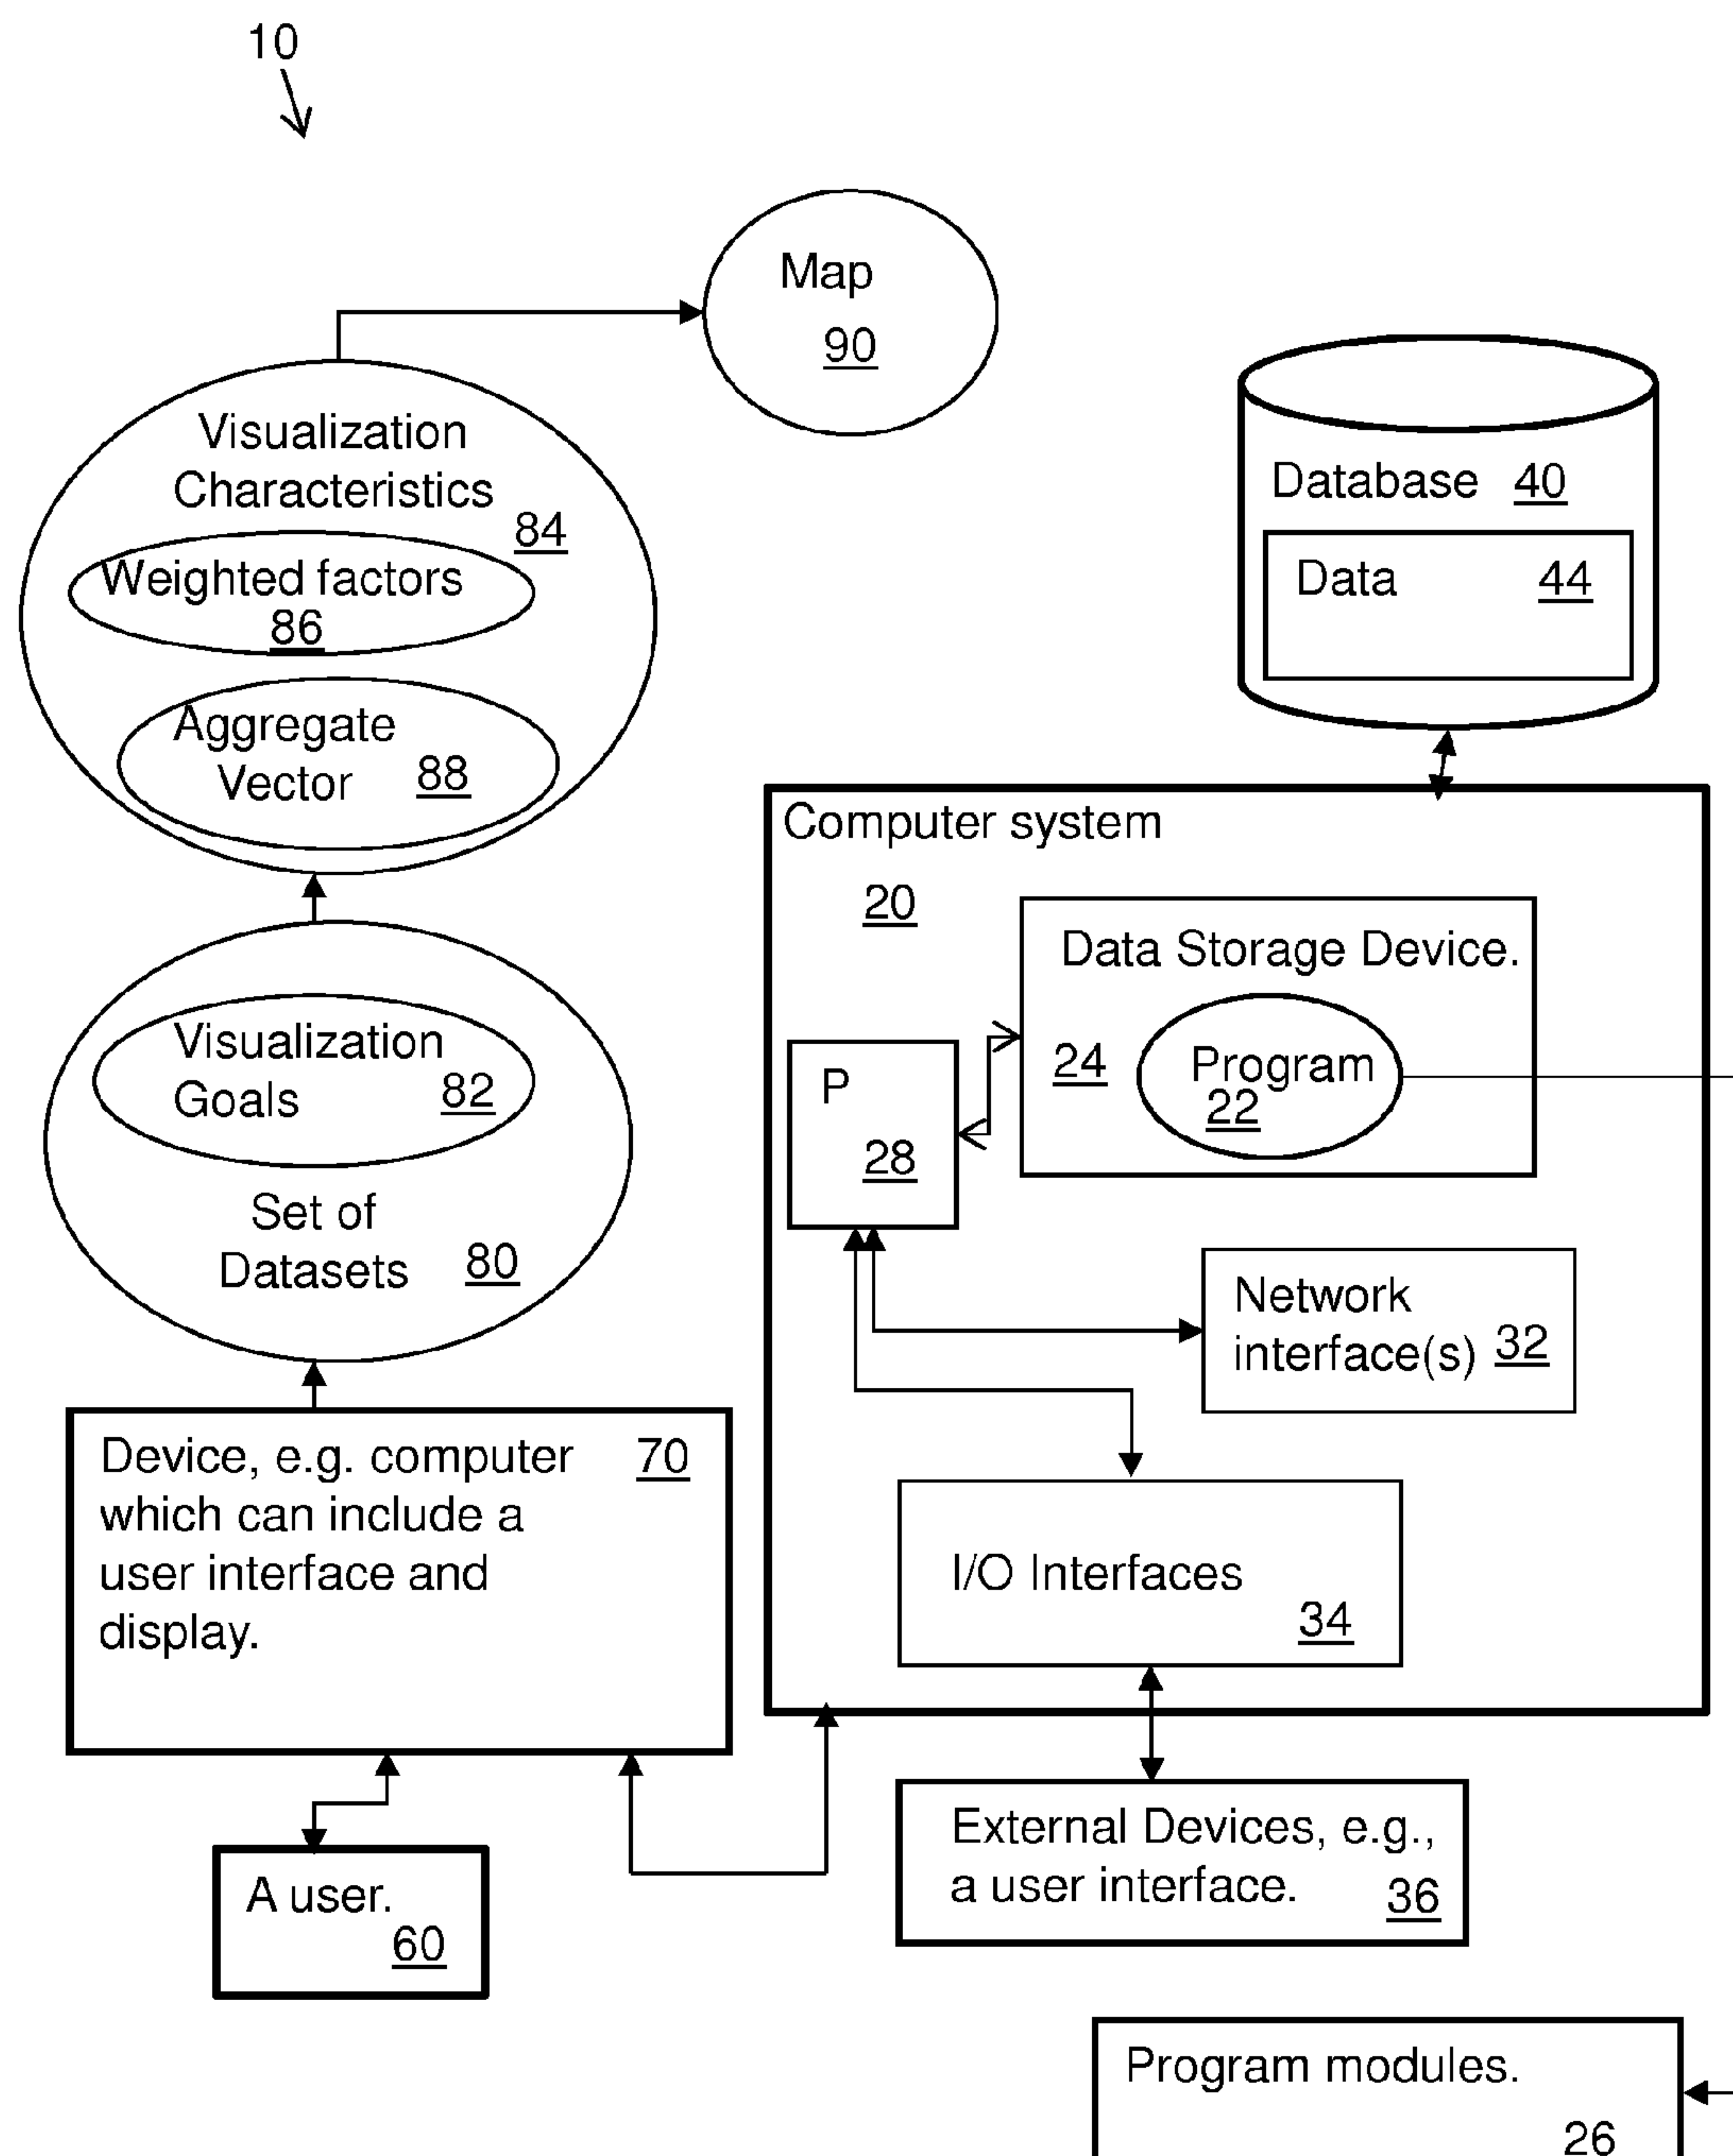 10
Map
90
Visualization
Characteristics
84
Weighted factors
86
Aggregate
Vector 88
Visualization
Goals 82
Set of
Datasets 80
Device, e.g. computer 70
which can include a
user interface and
display.
A user.
60
Database 40
Data 44
Computer system
20
Data Storage Device.
24
Program
22
P
28
Network
interface(s) 32
I/O Interfaces
34
External Devices, e.g.,
a user interface. 36
Program modules.
26